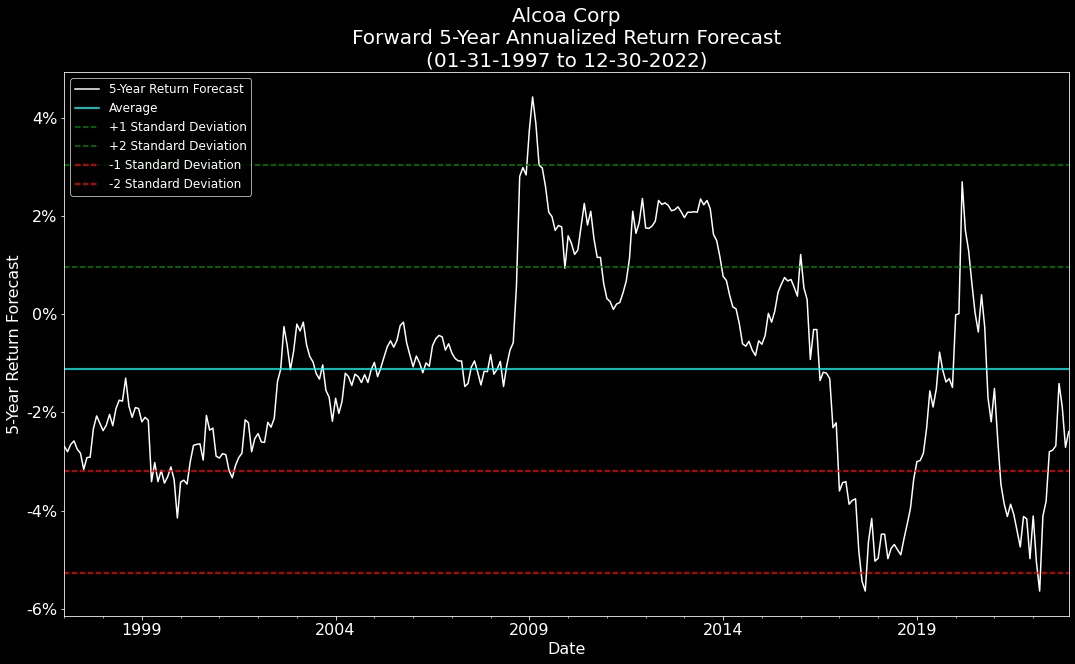 Alcoa Corp
Forward 5-Year Annualized Return Forecast
(01-31-1997 to 12-30-2022)
5-Year Return Forecast
Average
+1 Standard Deviation
+2 Standard Deviation
-1 Standard Deviation
-2 Standard Deviation
5-Year Return Forecast
4%
2%
0%
-2%
-4%
-6%
1999
2004
2009
2014
2019
Date